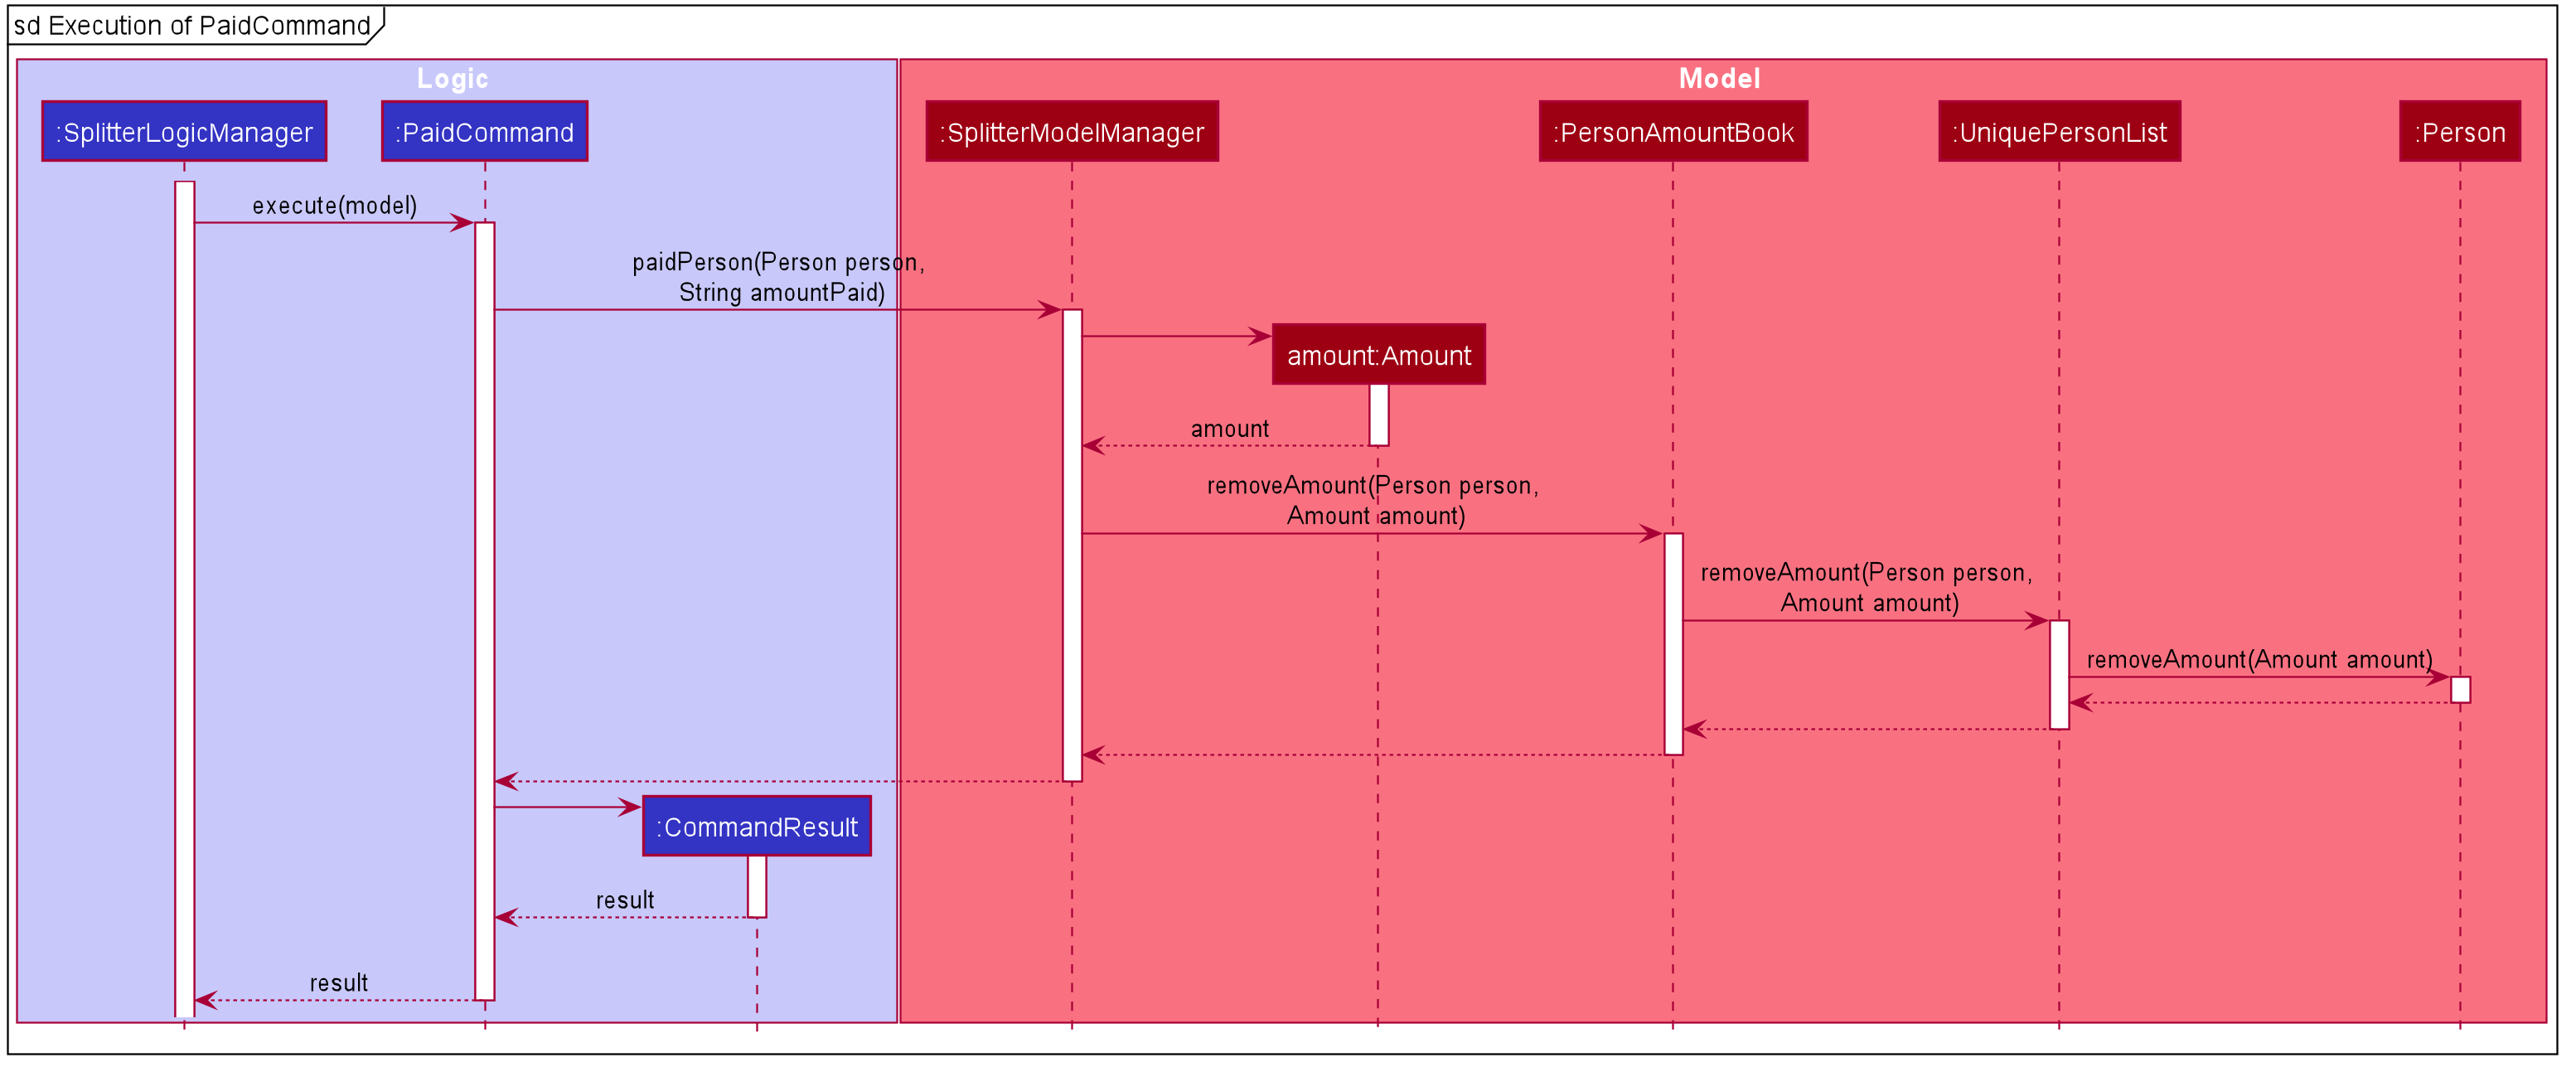 sd Execution of PaidCommand
Logic
Model
:SplitterLogicManager
:PaidCommand
:SplitterModelManager
:PersonAmountBook
:UniquePersonList
:Person
execute(model)
paidPerson(Person person,
String amountPaid)
amount:Amount
amount
removeAmount(Person person,
Amount amount)
removeAmount(Person person,
Amount amount)
removeAmount(Amount amount)
:CommandResult
result
result